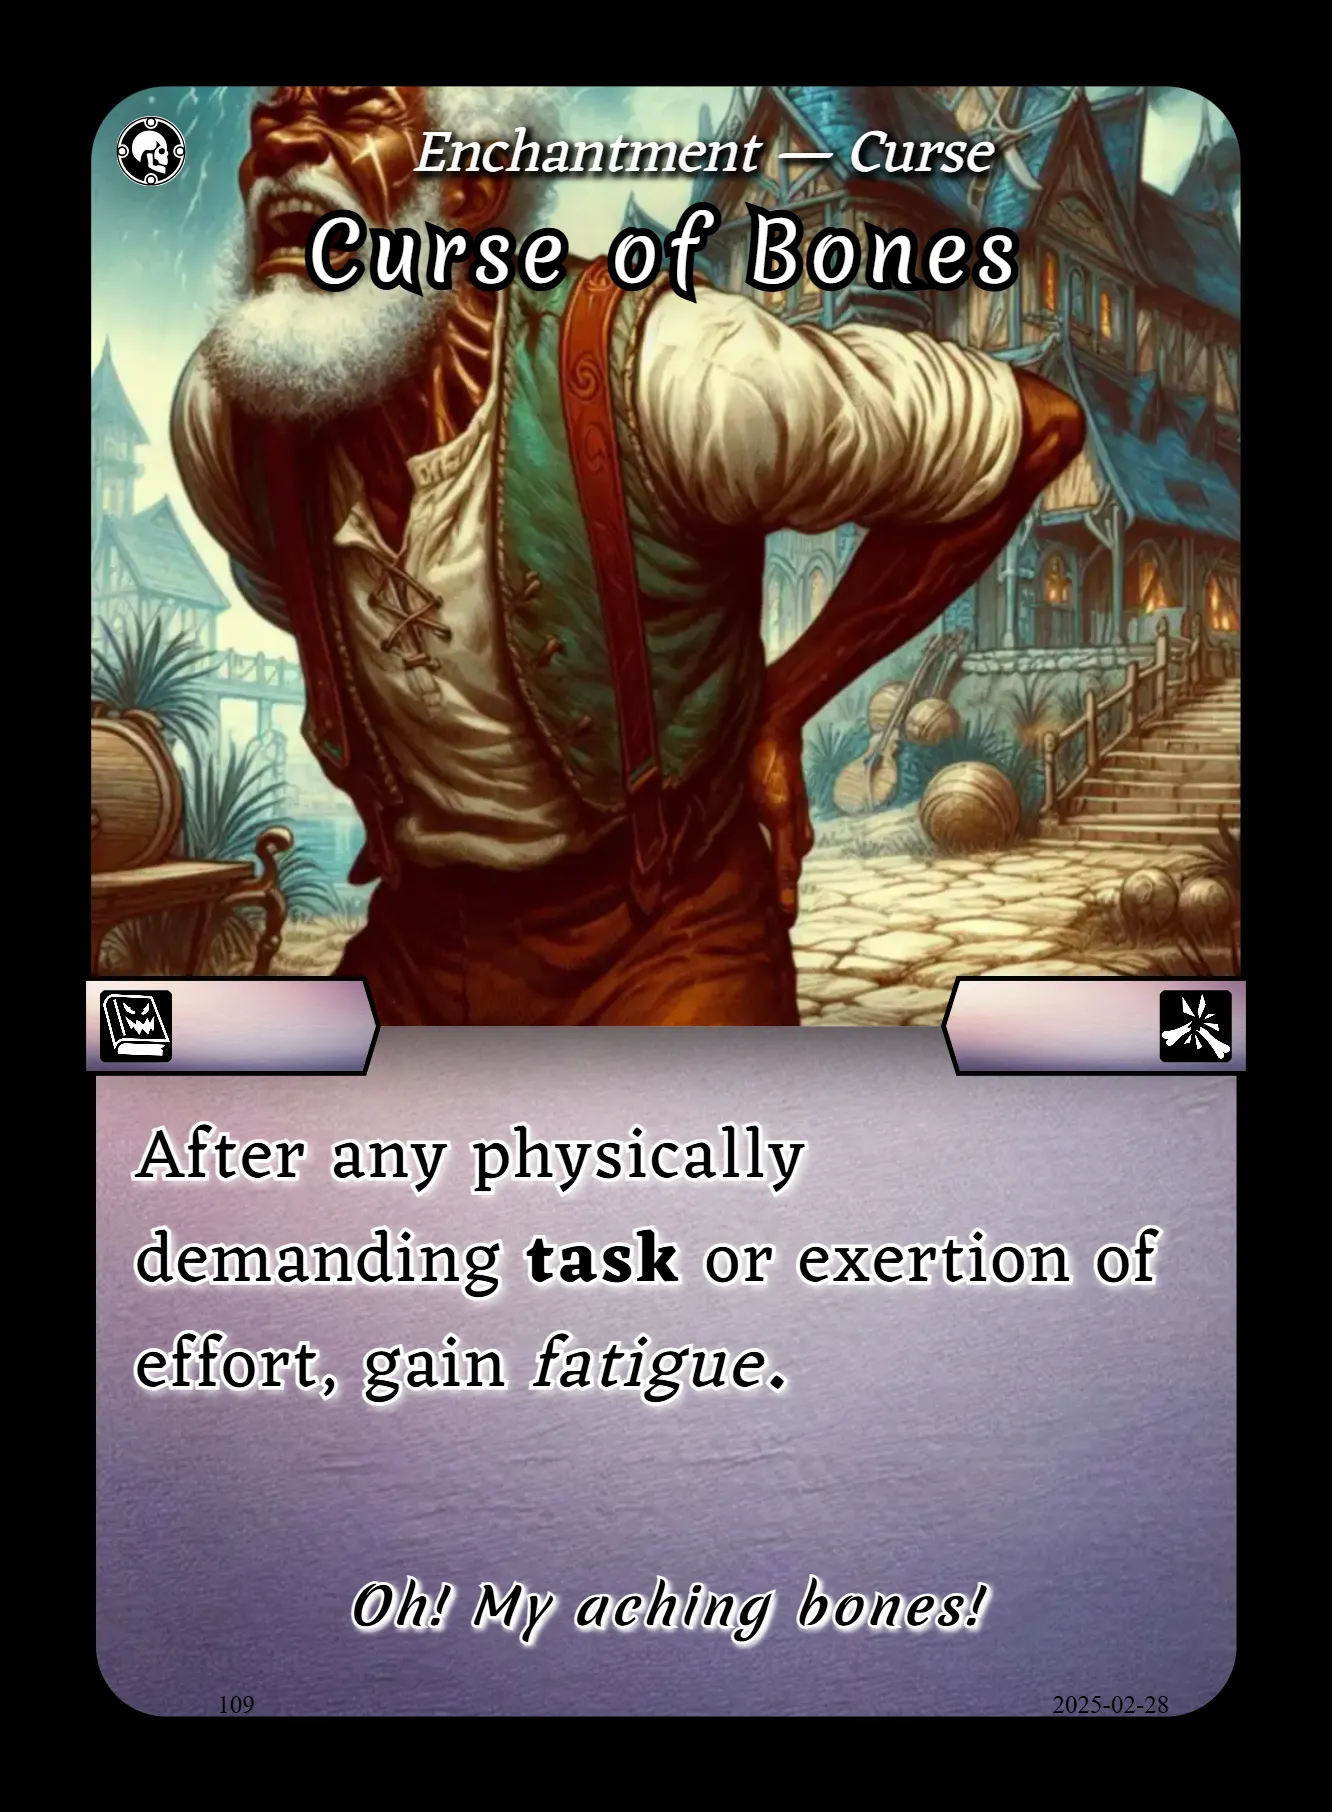 Enchantment — Curse
Curse of Bones
After any physically
demanding task or exertion of
effort, gain fatigue.
Oh! My aching bones!
109
2025-02-28